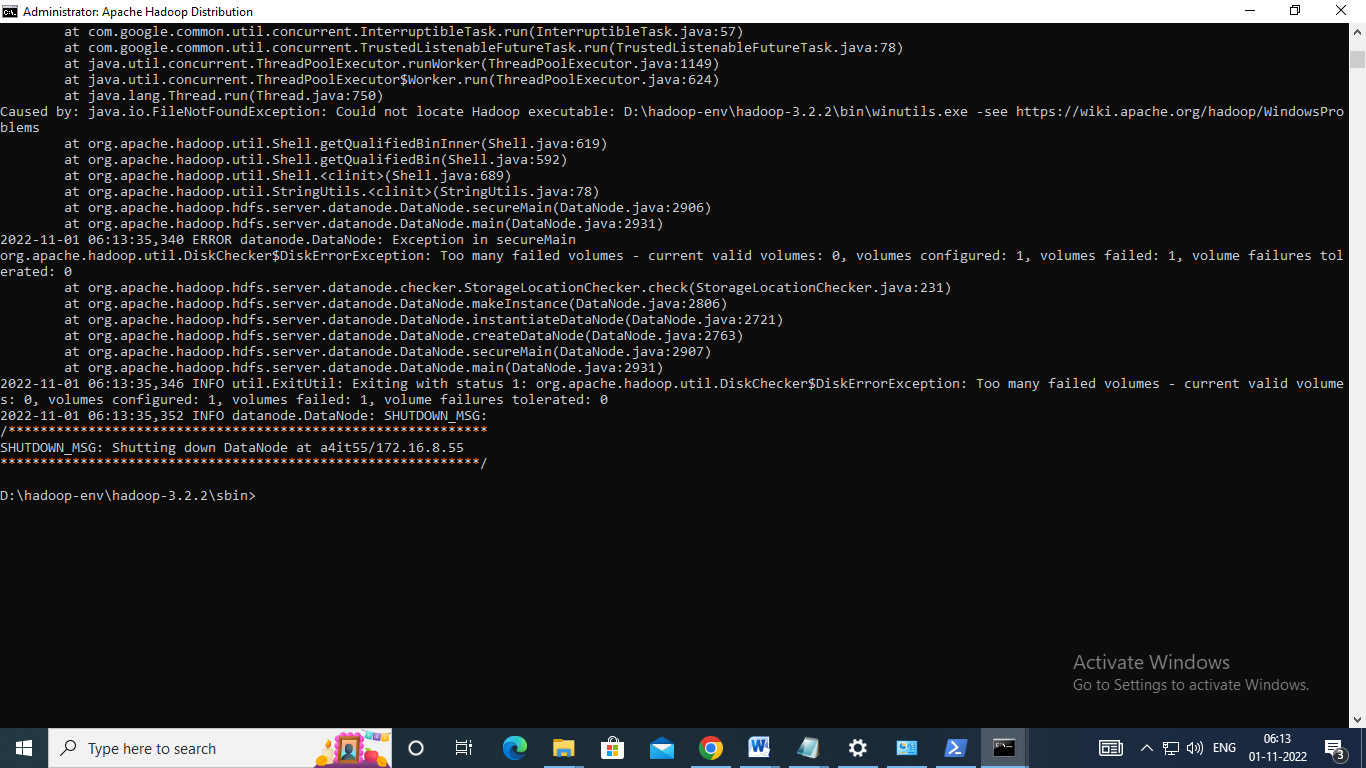 Administrator: Apache Hadoop Distribution
at com.google.common.util.concurrent.InterruptibleTask.run(InterruptibleTask.java:57)
at com.google.common.util.concurrent.TrustedListenableFutureTask.run(TrustedListenableFutureTask.java:78)
at java.util.concurrent.ThreadPoolExecutor.runWorker(ThreadPoolExecutor.java:1149)
at java.util.concurrent.ThreadPoolExecutor$Worker.run(ThreadPoolExecutor.java:624)
at java.lang.Thread.run(Thread.java:750)
Caused by: java.io.FileNotFoundException: Could not locate Hadoop executable: D:\hadoop-env\hadoop-3.2.2\bin\winutils.exe -see https://wiki.apache.org/hadoop/WindowsPro
blems
at org.apache.hadoop.util.Shell.getQualifiedBinInner(Shell.java:619)
at org.apache.hadoop.util.Shell.getQualifiedBin(Shell.java:592)
at org.apache.hadoop.util.Shell.<clinit>(Shell.java:689)
at org.apache.hadoop.util.StringUtils.<clinit>(StringUtils.java:78)
at org.apache.hadoop.hdfs.server.datanode.DataNode.secureMain(DataNode.java:2906)
at org.apache.hadoop.hdfs.server.datanode.DataNode.main(DataNode.java:2931)
2022-11-01 06:13:35,340 ERROR datanode.DataNode: Exception in secureMain
org.apache.hadoop.util.DiskChecker$DiskErrorException: Too many failed volumes - current valid volumes: 0, volumes configured: 1, volumes failed: 1, volume failures tol
erated: 0
at org.apache.hadoop.hdfs.server.datanode.checker.StorageLocationChecker.check(StorageLocationChecker.java:231)
at org.apache.hadoop.hdfs.server.datanode.DataNode.makeInstance(DataNode.java:2806)
at org.apache.hadoop.hdfs.server.datanode.DataNode.instantiateDataNode(DataNode.java:2721)
at org.apache.hadoop.hdfs.server.datanode.DataNode.createDataNode(DataNode.java:2763)
at org.apache.hadoop.hdfs.server.datanode.DataNode.secureMain(DataNode.java:2907)
at org.apache.hadoop.hdfs.server.datanode.DataNode.main(DataNode.java:2931)
2022-11-01 06:13:35,346 INFO util.ExitUtil: Exiting with status 1: org.apache.hadoop.util.DiskChecker$DiskErrorException: Too many failed volumes - current valid volume
s: 0, volumes configured: 1, volumes failed: 1, volume failures tolerated: 0
2022-11-01 06:13:35,352 INFO datanode.DataNode: SHUTDOWN_MSG:
/************************************************************
SHUTDOWN_MSG: Shutting down DataNode at a4it55/172.16.8.55
************************************************************/
D:\hadoop-env\hadoop-3.2.2\sbin>
Activate Windows
Go to Settings to activate Windows.
Type here to search
ENG
06:13
01-11-2022
3